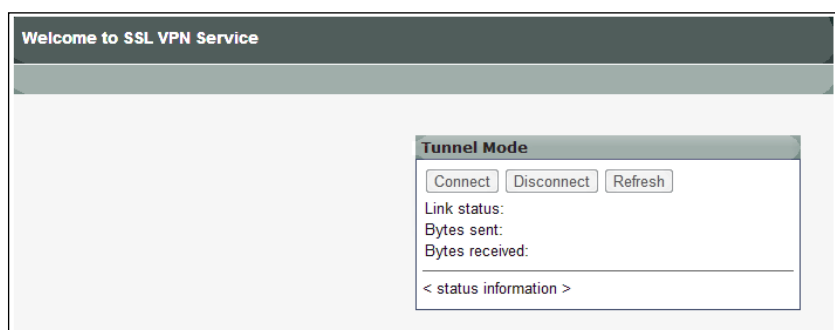 Welcome to SSL VPN Service
Tunnel Mode
Connect Disconnect Refresh
Link status:
Bytes sent:
Bytes received:
< status information >